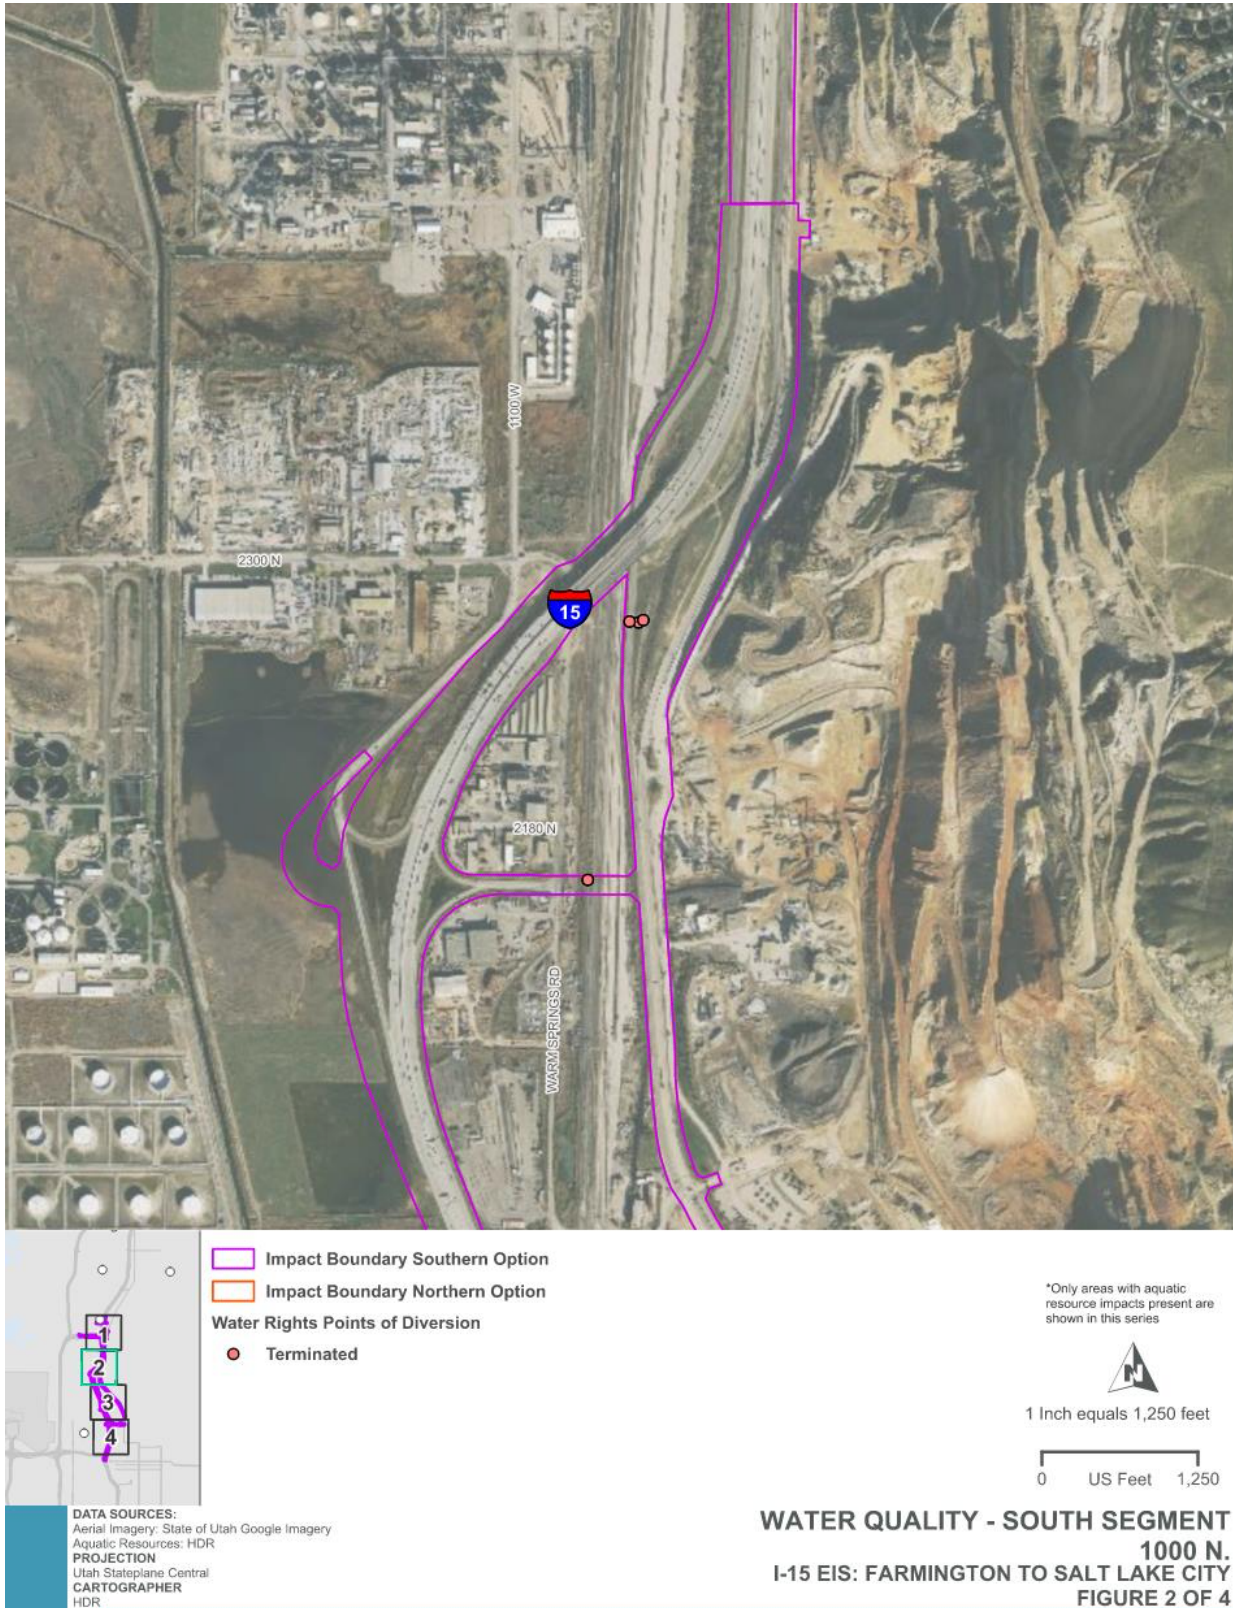 1100 W
2300 N
15
2180 N
WARM SPRINGS RD
1
2
3
4
Impact Boundary Southern Option
Impact Boundary Northern Option
Water Rights Points of Diversion
Terminated
*Only areas with aquatic
resource impacts present are
shown in this series
N
1 Inch equals 1,250 feet
0 US Feet 1,250
DATA SOURCES:
Aerial Imagery: State of Utah Google Imagery
Aquatic Resources: HDR
PROJECTION
Utah Stateplane Central
CARTOGRAPHER
HDR
WATER QUALITY - SOUTH SEGMENT
1000 N.
I-15 EIS: FARMINGTON TO SALT LAKE CITY
FIGURE 2 OF 4